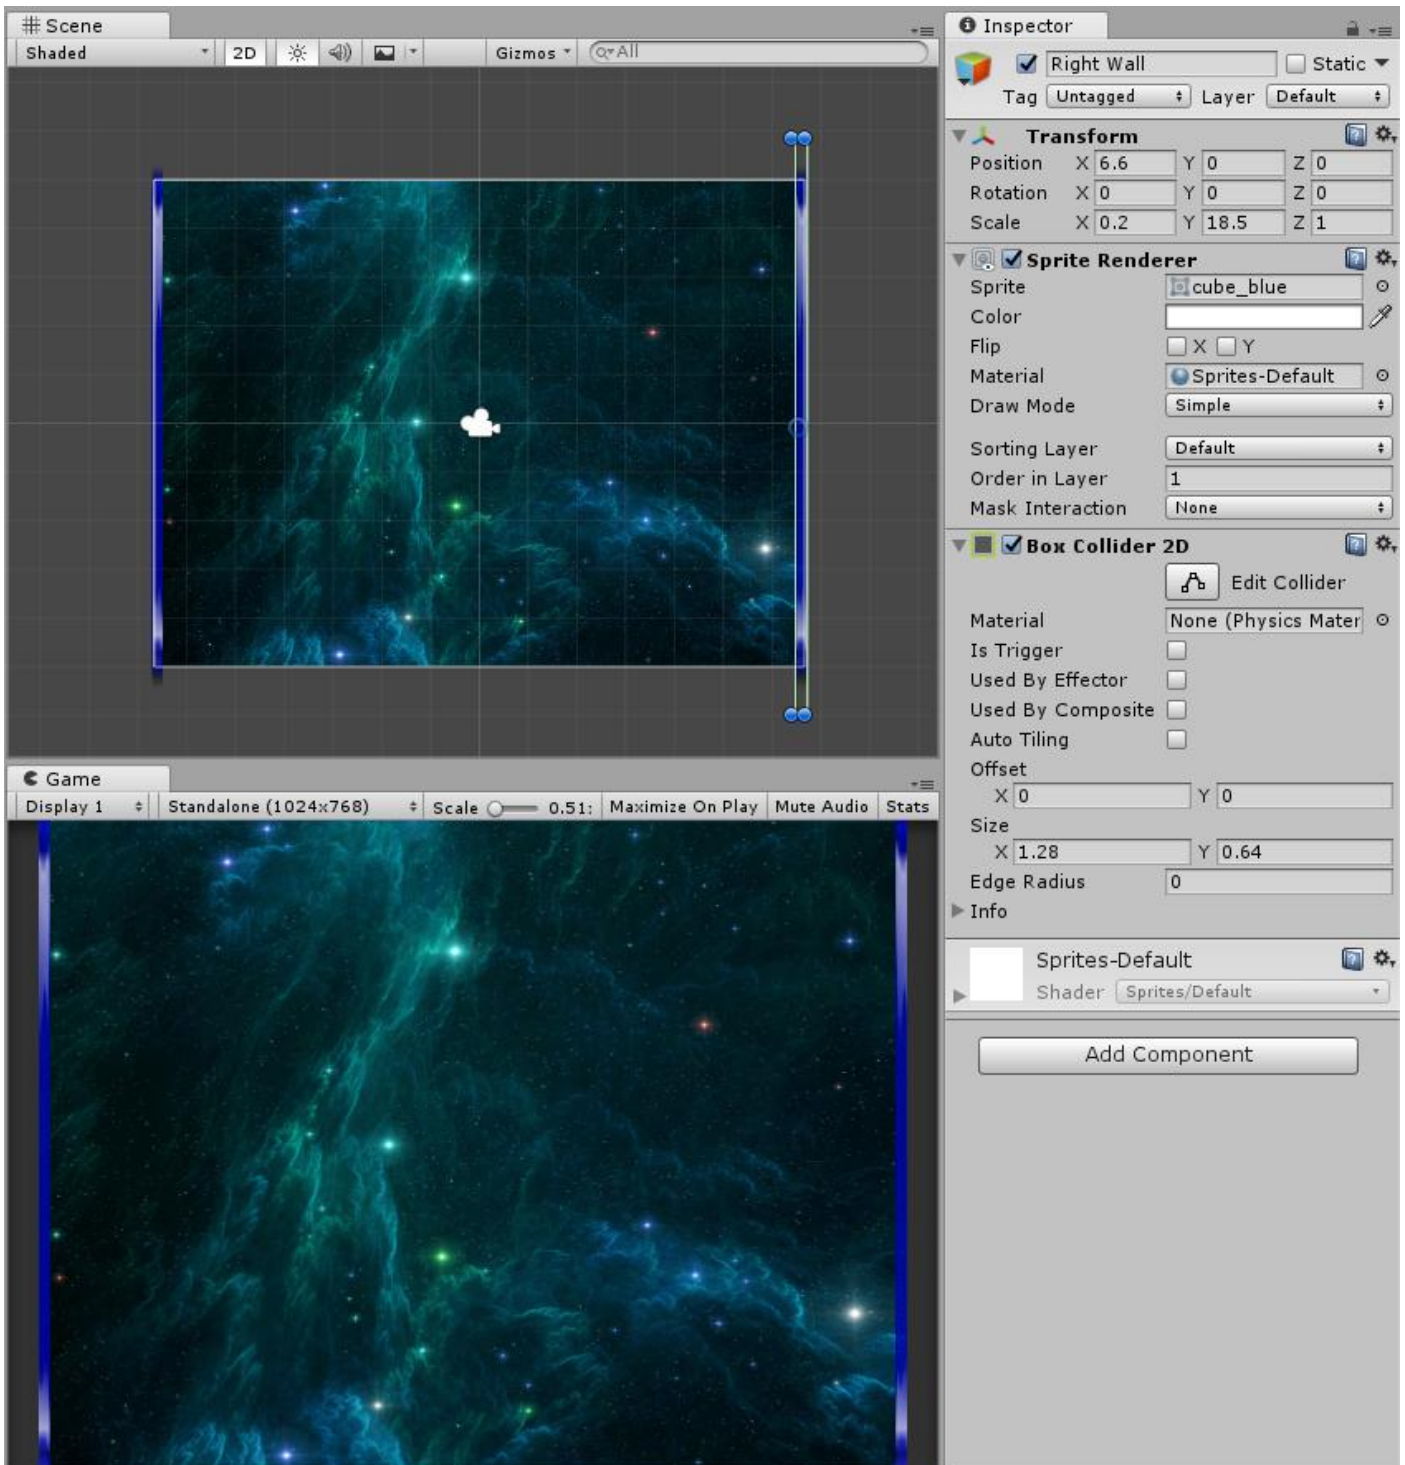 Scene
Shaded 2D Gizmos All
Game
Display 1 Standalone (1024x768) Scale 0.51: Maximize On Play Mute Audio Stats
Inspector
Right Wall Static
Tag Untagged Layer Default
Transform
Position X 6.6 Y 0 Z 0
Rotation X 0 Y 0 Z 0
Scale X 0.2 Y 18.5 Z 1
Sprite Renderer
Sprite cube_blue
Color
Flip X Y
Material Sprites-Default
Draw Mode Simple
Sorting Layer Default
Order in Layer 1
Mask Interaction None
Box Collider 2D
Edit Collider
Material None (Physics Mater
Is Trigger
Used By Effector
Used By Composite
Auto Tiling
Offset
X 0 Y 0
Size
X 1.28 Y 0.64
Edge Radius 0
Info
Sprites-Default
Shader Sprites/Default
Add Component